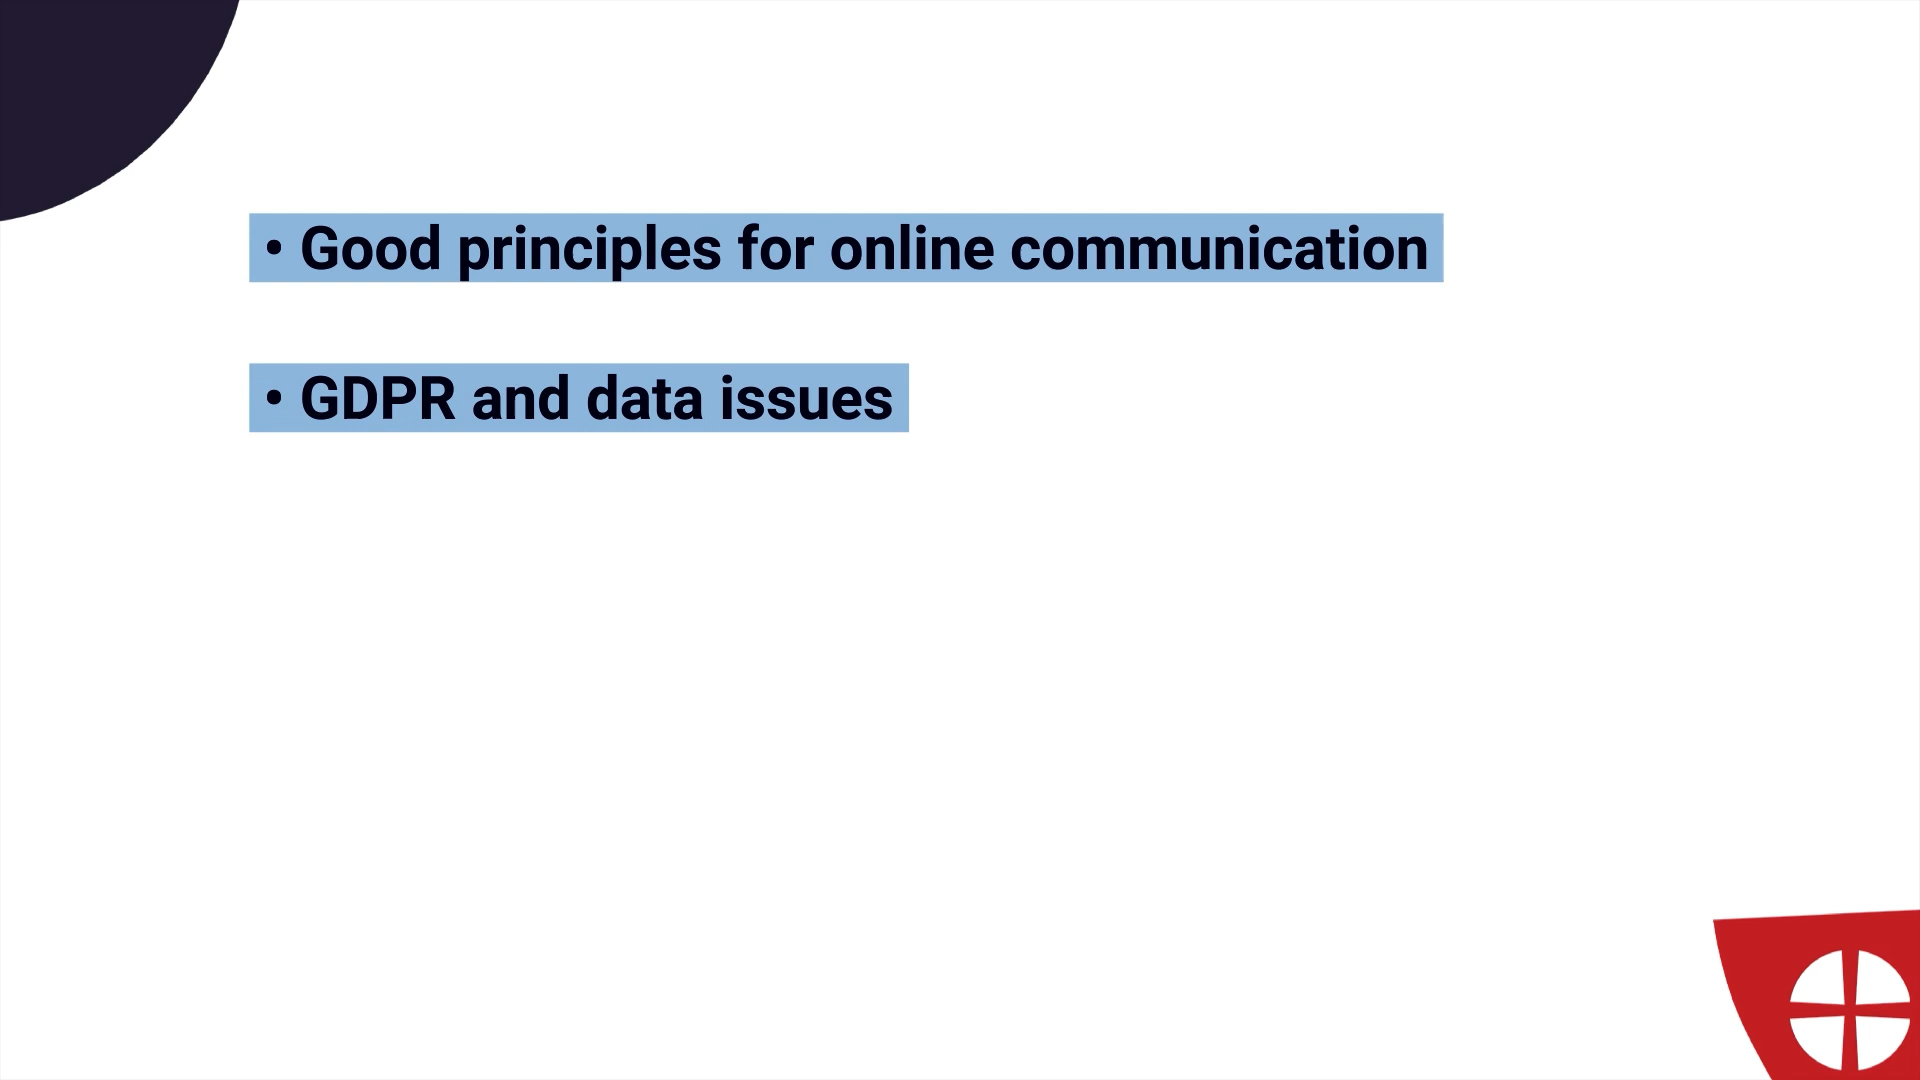 • Good principles for online communication
• GDPR and data issues